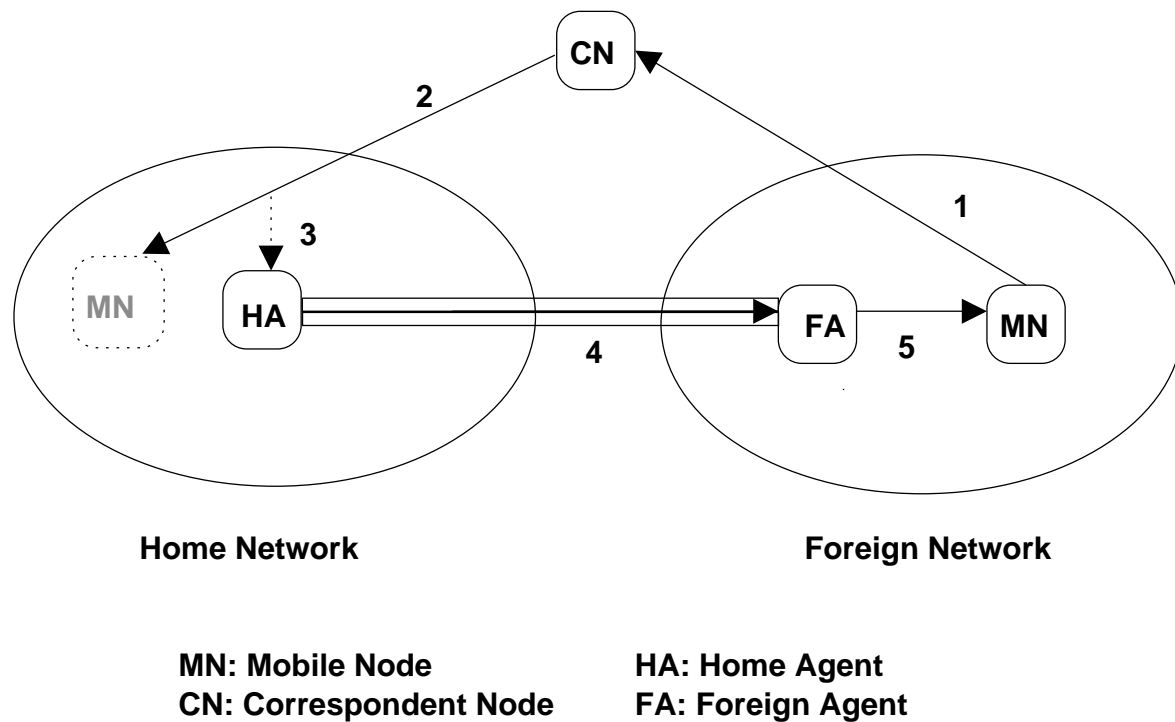 CN
2
1
3
MN
HA
FA
MN
4
5
Home Network
Foreign Network
MN: Mobile Node
HA: Home Agent
CN: Correspondent Node
FA: Foreign Agent